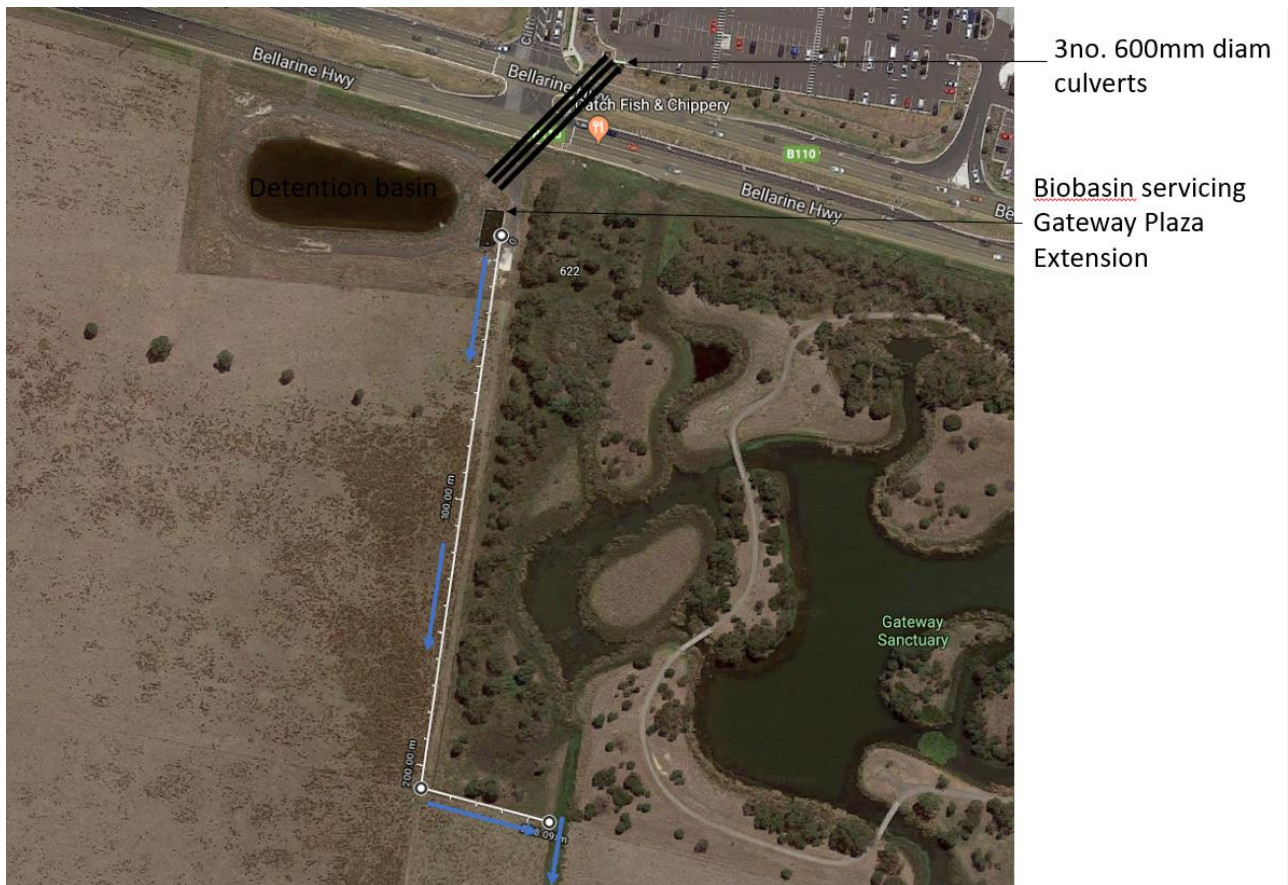 3no. 600mm diam
culverts
Biobasin servicing
Gateway Plaza
Extension
Bellarine Hwy
Bellarine Hwy
Catch Fish & Chippery
B110
Bellarine Hwy
Detention basin
0
622
100.00 m
Gateway
Sanctuary
200.00 m